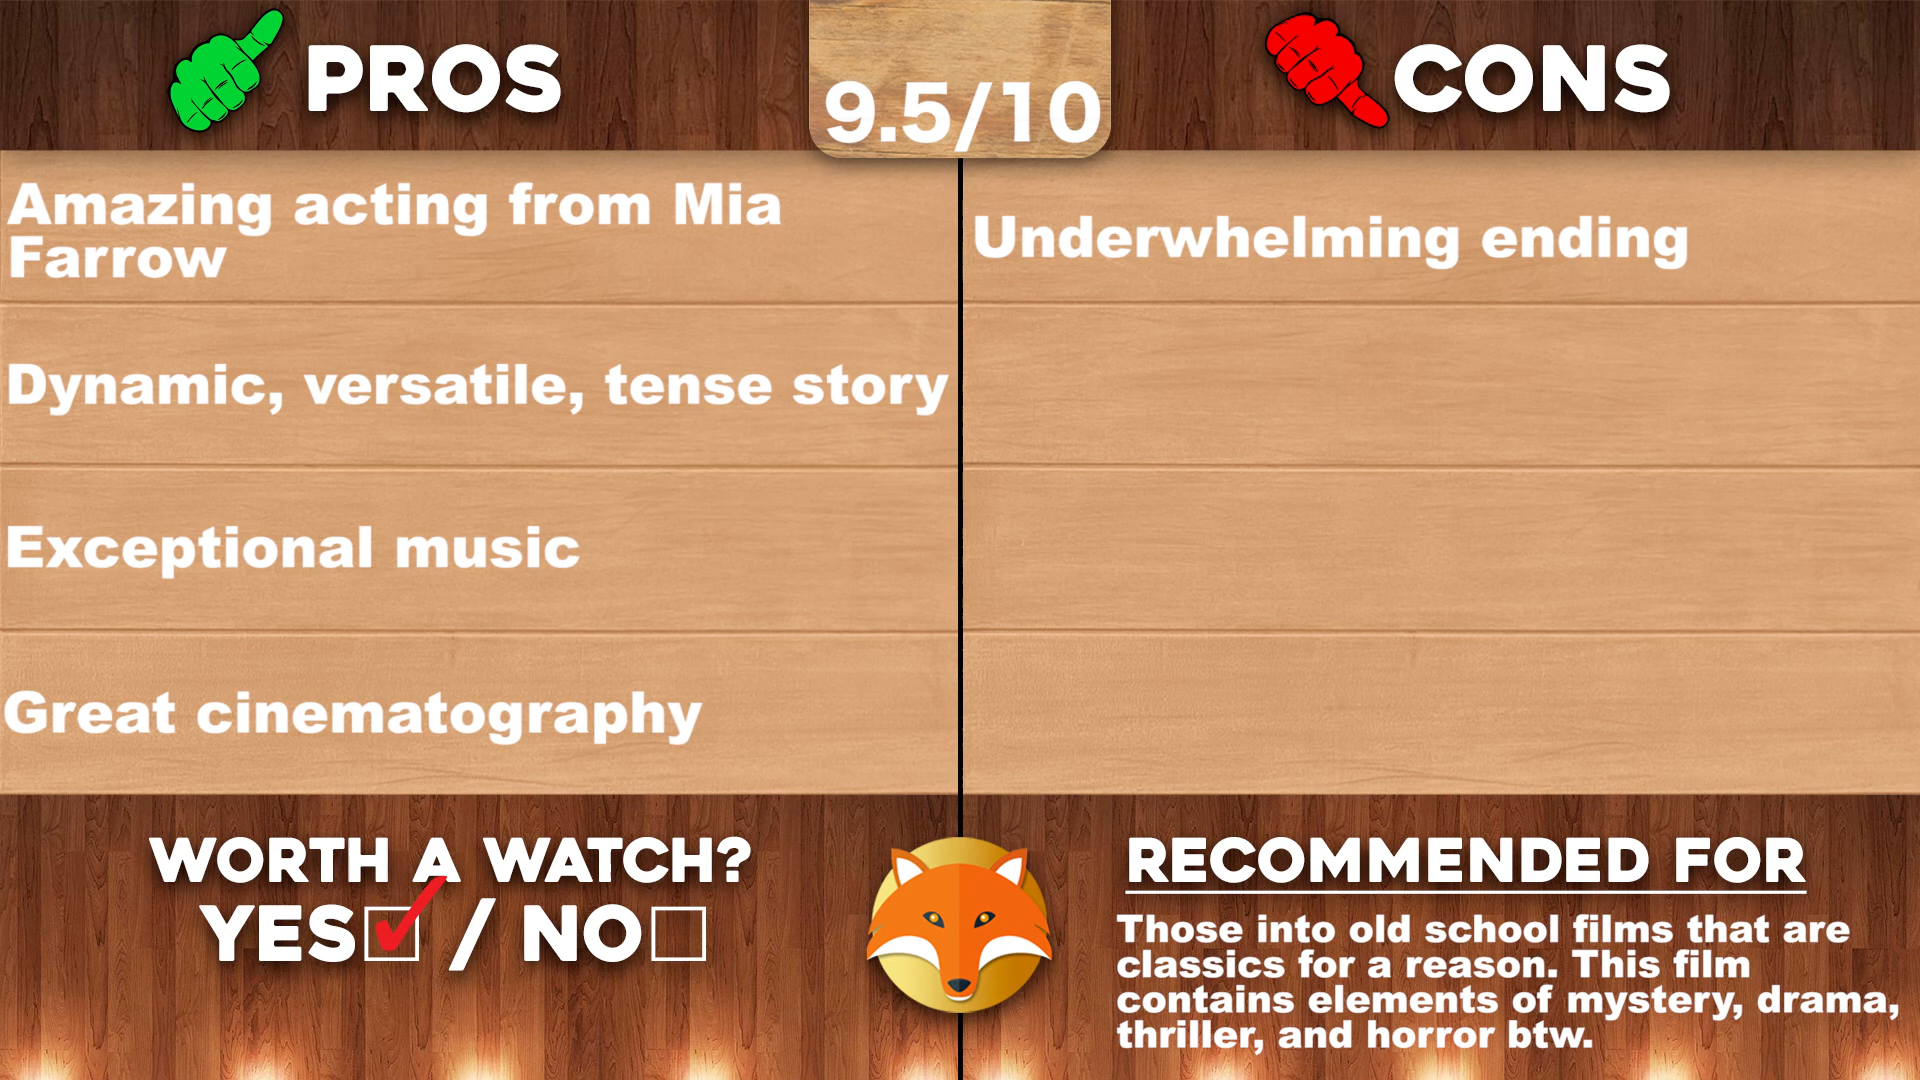 PROS
9.5/10
CONS
Amazing acting from Mia
Farrow
Dynamic, versatile, tense story
Exceptional music
Great cinematography
Underwhelming ending
WORTH A WATCH?
YES / NO
RECOMMENDED FOR
Those into old school films that are
classics for a reason. This film
contains elements of mystery, drama,
thriller, and horror btw.